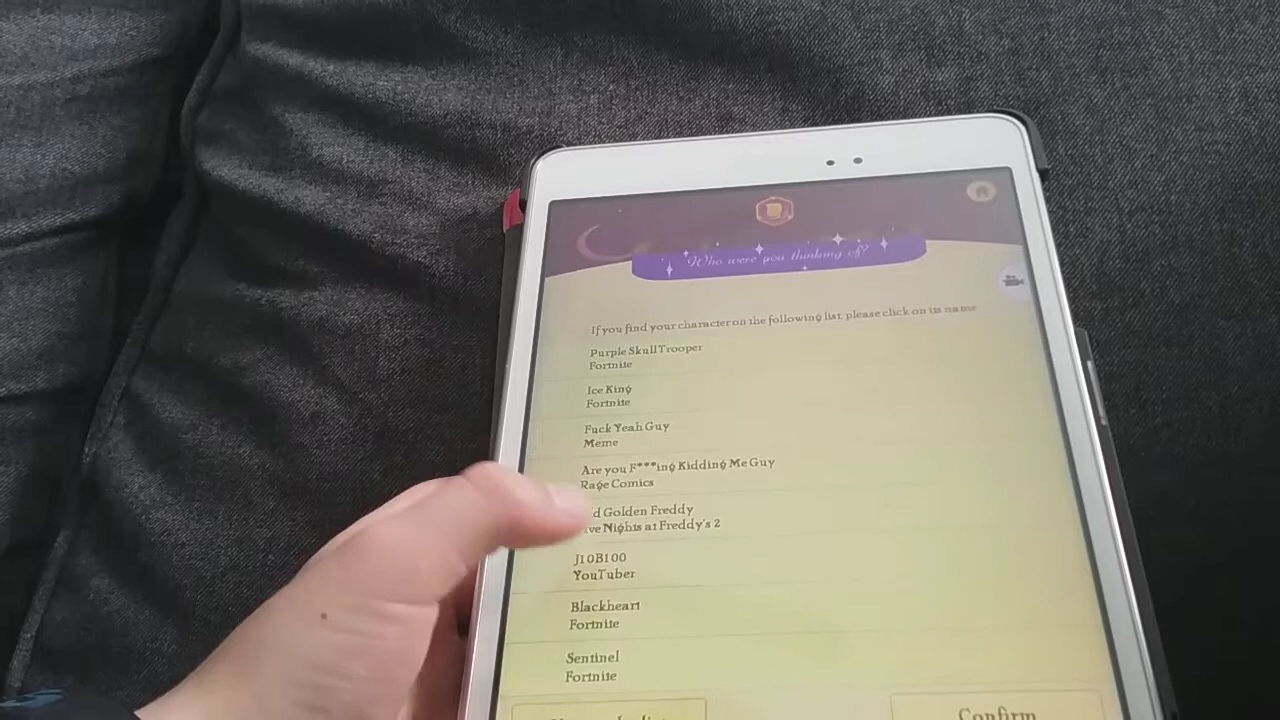 Who were you thinking of?
If you find your character on the following list, please click on its name
Purple Skull Trooper
Fortnite
Ice King
Fortnite
Fuck Yeah Guy
Meme
Are you F***ing Kidding Me Guy
Rage Comics
d Golden Freddy
ve Nights at Freddy's 2
J10B100
YouTuber
Blackheart
Fortnite
Sentinel
Fortnite
Confirm